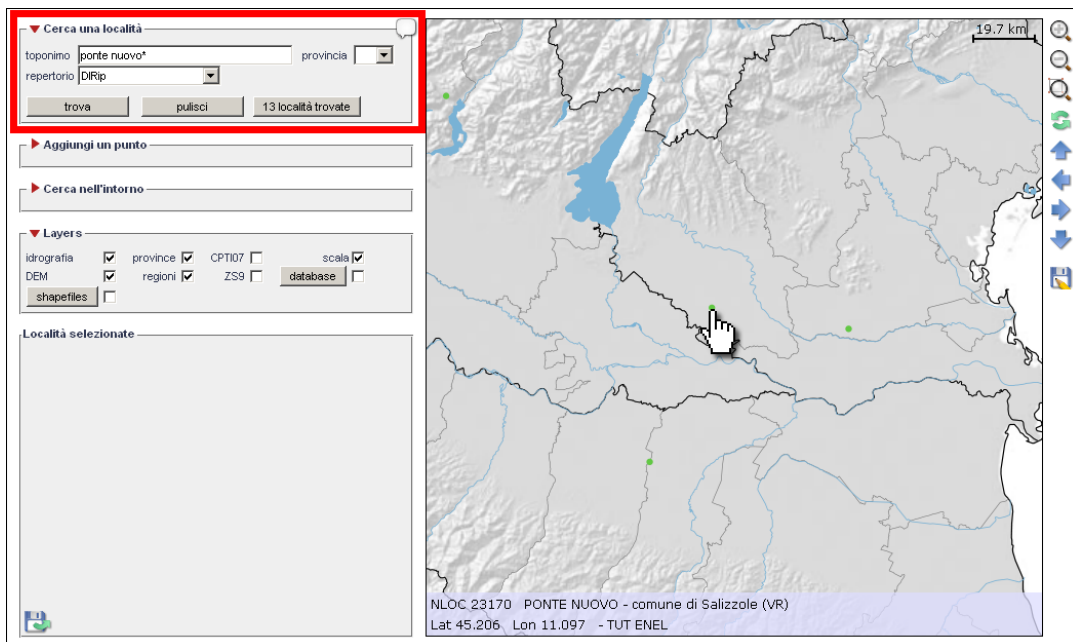 Cerca una località
toponimo ponte nuovo* provincia
repertorio DIRip
trova pulisci 13 località trovate
Aggiungi un punto
Cerca nell'intorno
Layers
idrografia province CPTI07 scala
DEM regioni ZS9 database
shapefiles
Località selezionate
19.7 km
NLOC 23170 PONTE NUOVO - comune di Salizzole (VR)
Lat 45.206 Lon 11.097 - TUT ENEL